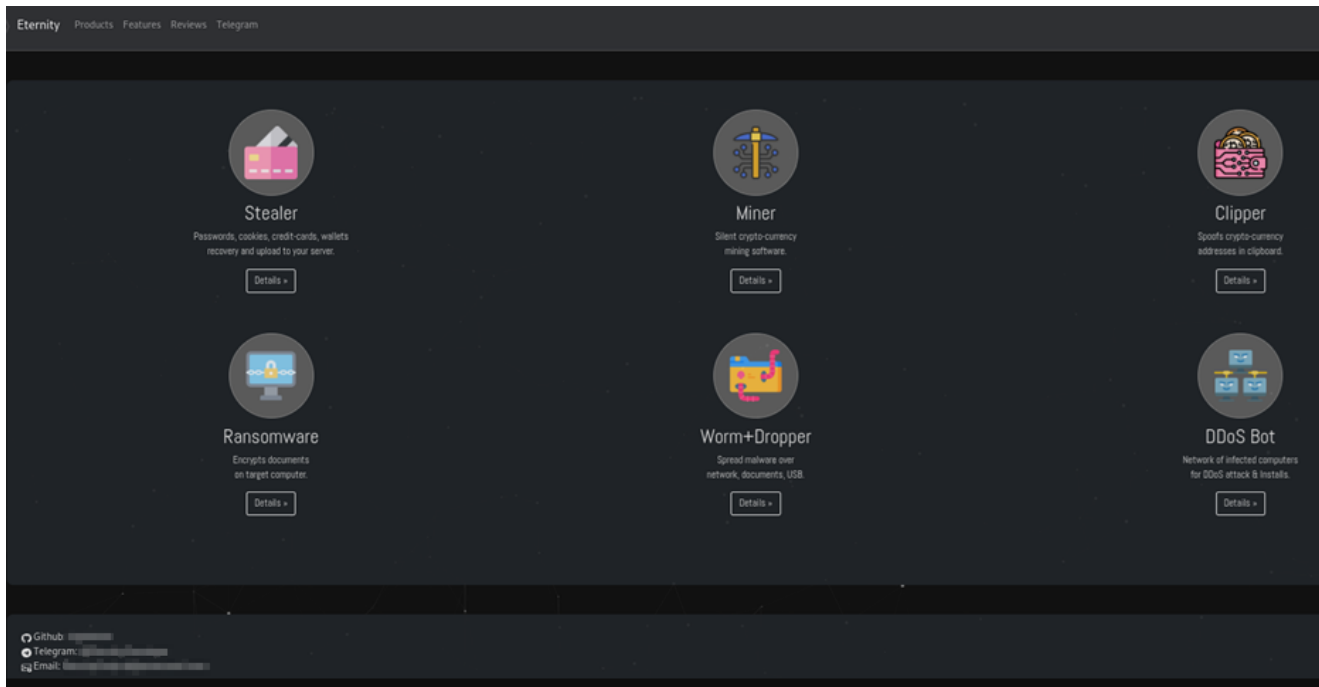 Eternity Products Features Reviews Telegram
Stealer
Passwords, cookies, credit-cards, wallets
recovery and upload to your server.
Details »
Miner
Silent crypto-currency
mining software.
Details »
Clipper
Spoofs crypto-currency
addresses in clipboard.
Details »
Ransomware
Encrypts documents
on target computer.
Details »
Worm+Dropper
Spread malware over
network, documents, USB.
Details »
DDoS Bot
Network of infected computers
for DDoS attack & Installs.
Details »
Github:
Telegram:
Email: